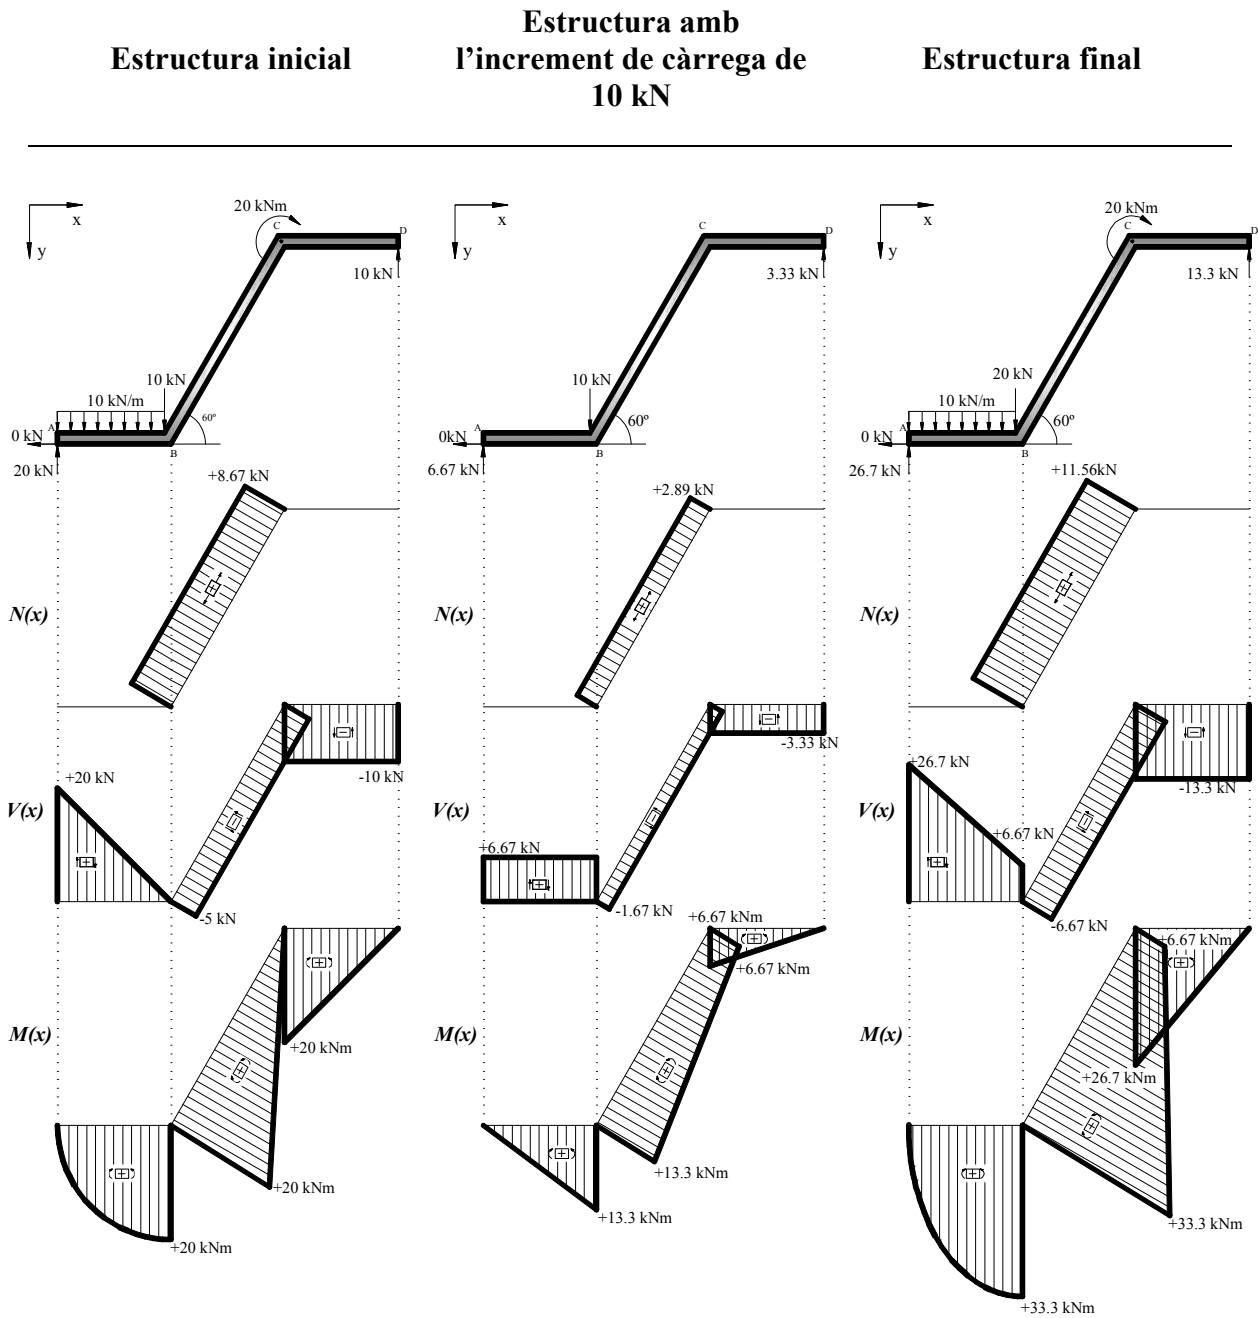 Estructura inicial
Estructura amb
l’increment de càrrega de
10 kN
Estructura final
x
y
20 kNm
C
D
10 kN
10 kN
10 kN/m
60º
A
0 kN
20 kN
B
x
y
C
D
3.33 kN
10 kN
60º
A
0kN
6.67 kN
B
x
y
20 kNm
C
D
13.3 kN
20 kN
10 kN/m
60º
A
0 kN
26.7 kN
B
N(x)
+8.67 kN
N(x)
+2.89 kN
N(x)
+11.56kN
V(x)
+20 kN
-5 kN
-10 kN
V(x)
+6.67 kN
-1.67 kN
-3.33 kN
V(x)
+26.7 kN
+6.67 kN
-6.67 kN
-13.3 kN
M(x)
+20 kNm
+20 kNm
+20 kNm
M(x)
+6.67 kNm
+6.67 kNm
+13.3 kNm
+13.3 kNm
M(x)
+6.67 kNm
+26.7 kNm
+33.3 kNm
+33.3 kNm